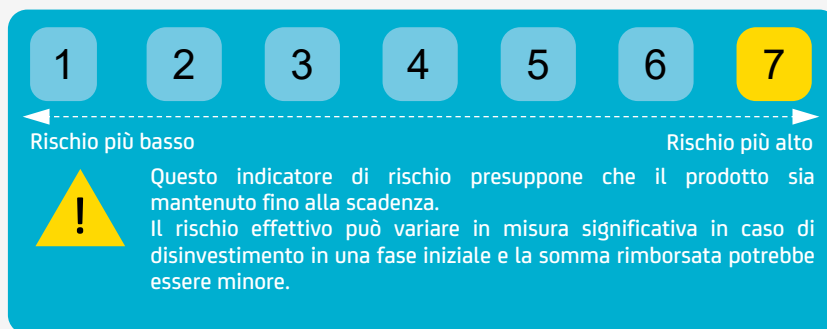 1 2 3 4 5 6 7
Rischio più basso Rischio più alto
!
Questo indicatore di rischio presuppone che il prodotto sia
mantenuto fino alla scadenza.
Il rischio effettivo può variare in misura significativa in caso di
disinvestimento in una fase iniziale e la somma rimborsata potrebbe
essere minore.